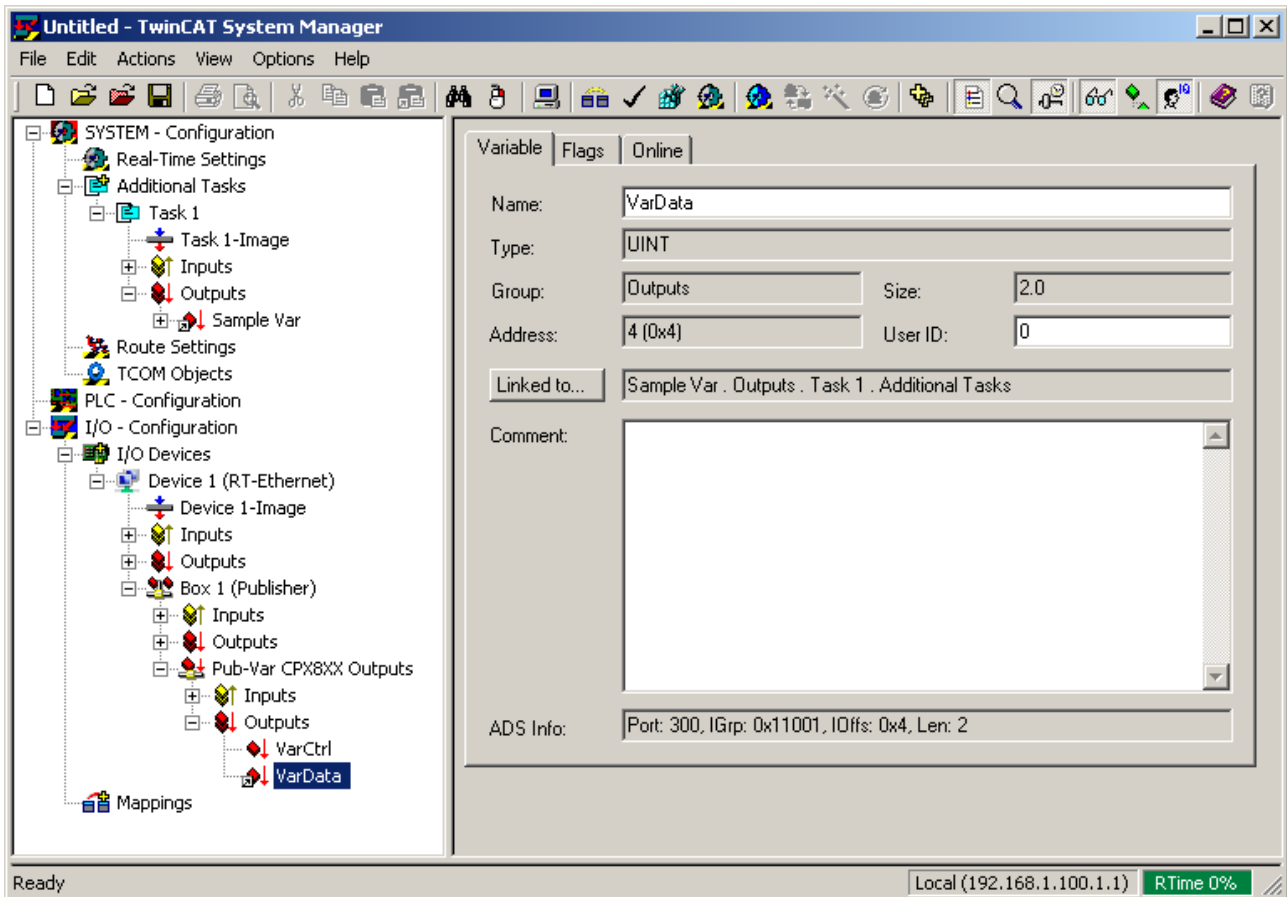 Untitled - TwinCAT System Manager
File Edit Actions View Options Help
SYSTEM - Configuration
Real-Time Settings
Additional Tasks
Task 1
Task 1-Image
Inputs
Outputs
Sample Var
Route Settings
TCOM Objects
PLC - Configuration
I/O - Configuration
I/O Devices
Device 1 (RT-Ethernet)
Device 1-Image
Inputs
Outputs
Box 1 (Publisher)
Inputs
Outputs
Pub-Var CPX8XX Outputs
Inputs
Outputs
VarCtrl
VarData
Mappings
Variable Flags Online
Name: VarData
Type: UINT
Group: Outputs Size: 2.0
Address: 4 (0x4) User ID: 0
Linked to... Sample Var . Outputs . Task 1 . Additional Tasks
Comment:
ADS Info: Port: 300, IGrp: 0x11001, IOffs: 0x4, Len: 2
Ready Local (192.168.1.100.1.1) RTime 0%